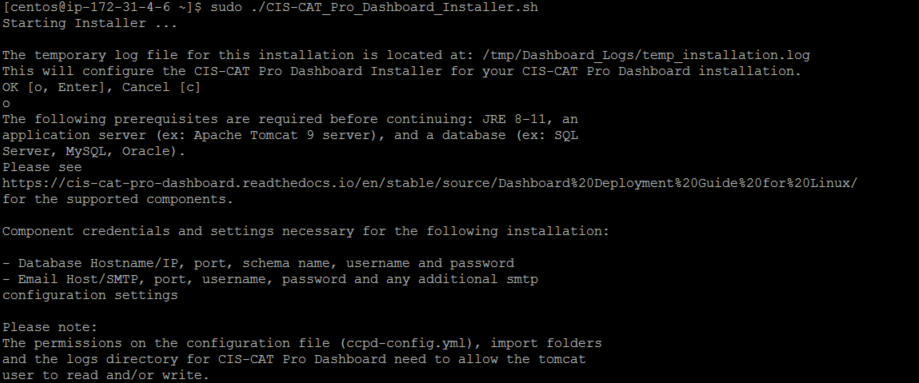 [centos@ip-172-31-4-6 ~]$ sudo ./CIS-CAT_Pro_Dashboard_Installer.sh
Starting Installer ...
The temporary log file for this installation is located at: /tmp/Dashboard_Logs/temp_installation.log
This will configure the CIS-CAT Pro Dashboard Installer for your CIS-CAT Pro Dashboard installation.
OK [o, Enter], Cancel [c]
o
The following prerequisites are required before continuing: JRE 8-11, an
application server (ex: Apache Tomcat 9 server), and a database (ex: SQL
Server, MySQL, Oracle).
Please see
https://cis-cat-pro-dashboard.readthedocs.io/en/stable/source/Dashboard%20Deployment%20Guide%20for%20Linux/
for the supported components.
Component credentials and settings necessary for the following installation:
- Database Hostname/IP, port, schema name, username and password
- Email Host/SMTP, port, username, password and any additional smtp
configuration settings
Please note:
The permissions on the configuration file (ccpd-config.yml), import folders
and the logs directory for CIS-CAT Pro Dashboard need to allow the tomcat
user to read and/or write.